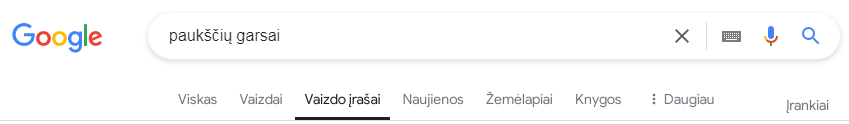 Google
paukščių garsai
Viskas Vaizdai Vaizdo įrašai Naujienos Žemėlapiai Knygos Daugiau Įrankiai